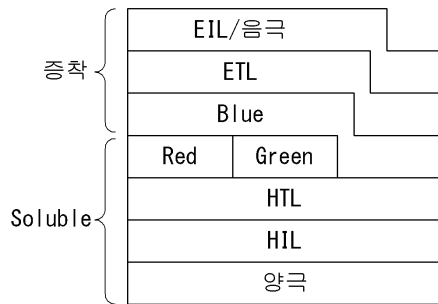 EIL/음극
증착
ETL
Blue
Red Green
HTL
Soluble
HIL
양극